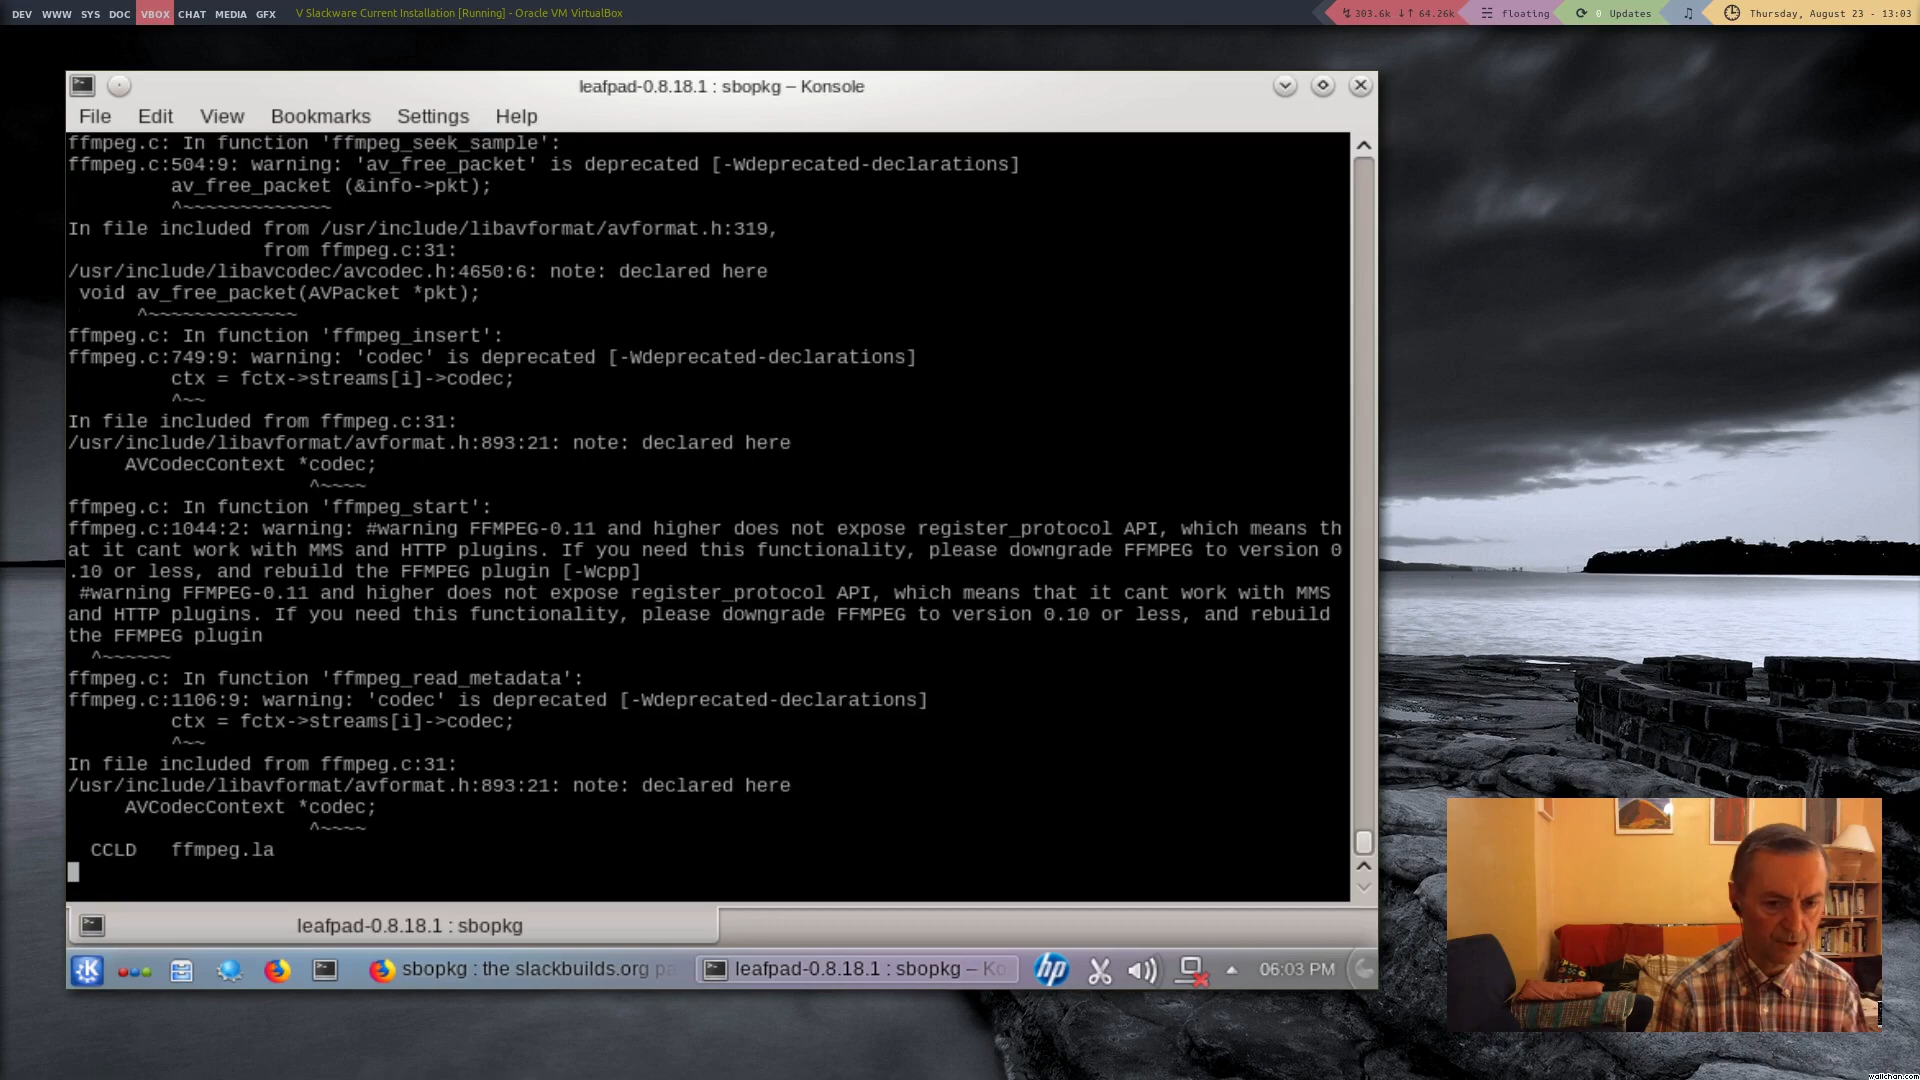 DEV WWW SYS DOC VBOX CHAT MEDIA GFX V Slackware Current Installation [Running] - Oracle VM VirtualBox 303.6k ↓↑ 64.26k floating 0 Updates Thursday, August 23 - 13:03
leafpad-0.8.18.1 : sbopkg – Konsole
File Edit View Bookmarks Settings Help
ffmpeg.c: In function 'ffmpeg_seek_sample':
ffmpeg.c:504:9: warning: 'av_free_packet' is deprecated [-Wdeprecated-declarations]
av_free_packet (&info->pkt);
^~~~~~~~~~~~~~
In file included from /usr/include/libavformat/avformat.h:319,
from ffmpeg.c:31:
/usr/include/libavcodec/avcodec.h:4650:6: note: declared here
void av_free_packet(AVPacket *pkt);
^~~~~~~~~~~~~~
ffmpeg.c: In function 'ffmpeg_insert':
ffmpeg.c:749:9: warning: 'codec' is deprecated [-Wdeprecated-declarations]
ctx = fctx->streams[i]->codec;
^~~
In file included from ffmpeg.c:31:
/usr/include/libavformat/avformat.h:893:21: note: declared here
AVCodecContext *codec;
^~~~~
ffmpeg.c: In function 'ffmpeg_start':
ffmpeg.c:1044:2: warning: #warning FFMPEG-0.11 and higher does not expose register_protocol API, which means th
at it cant work with MMS and HTTP plugins. If you need this functionality, please downgrade FFMPEG to version 0
.10 or less, and rebuild the FFMPEG plugin [-Wcpp]
#warning FFMPEG-0.11 and higher does not expose register_protocol API, which means that it cant work with MMS
and HTTP plugins. If you need this functionality, please downgrade FFMPEG to version 0.10 or less, and rebuild
the FFMPEG plugin
^~~~~~~
ffmpeg.c: In function 'ffmpeg_read_metadata':
ffmpeg.c:1106:9: warning: 'codec' is deprecated [-Wdeprecated-declarations]
ctx = fctx->streams[i]->codec;
^~~
In file included from ffmpeg.c:31:
/usr/include/libavformat/avformat.h:893:21: note: declared here
AVCodecContext *codec;
^~~~~
CCLD ffmpeg.la
leafpad-0.8.18.1 : sbopkg
sbopkg : the slackbuilds.org pa leafpad-0.8.18.1 : sbopkg – Ko hp 06:03 PM
wallchan.com